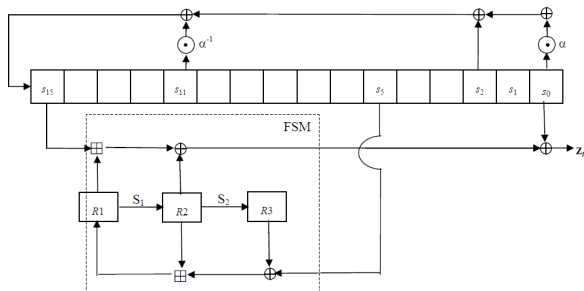 α⁻¹
α
s₁₅
s₁₁
s₅
s₂
s₁
s₀
FSM
zₜ
R1
S₁
R2
S₂
R3